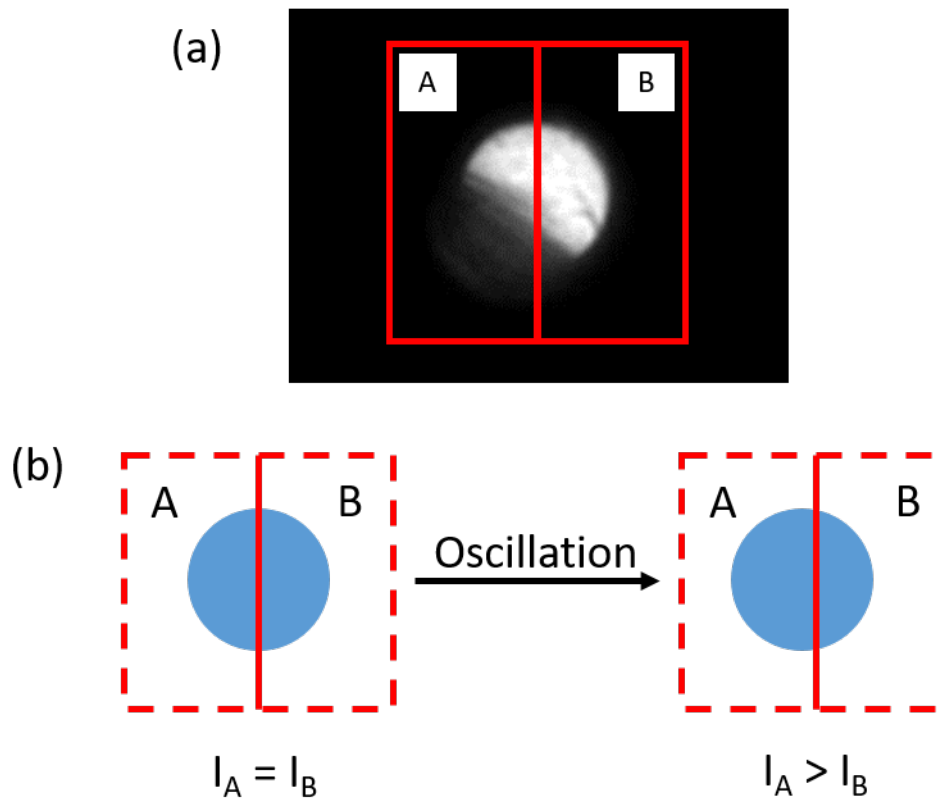 (a)
A B
(b)
A B
Oscillation
A B
I_A = I_B
I_A > I_B